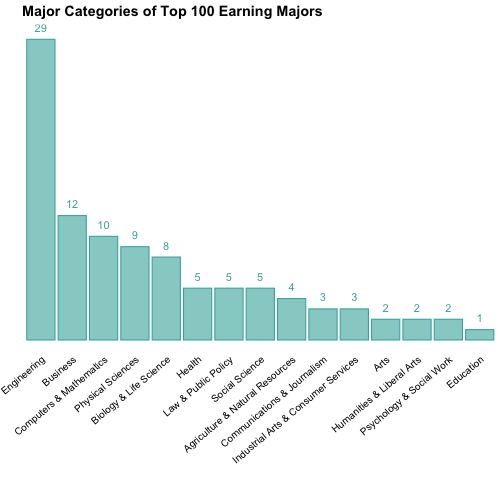 Major Categories of Top 100 Earning Majors
29
12
10
9
8
5
5
5
4
3
3
2
2
2
1
Engineering
Business
Computers & Mathematics
Physical Sciences
Biology & Life Science
Health
Law & Public Policy
Social Science
Agriculture & Natural Resources
Communications & Journalism
Industrial Arts & Consumer Services
Arts
Humanities & Liberal Arts
Psychology & Social Work
Education